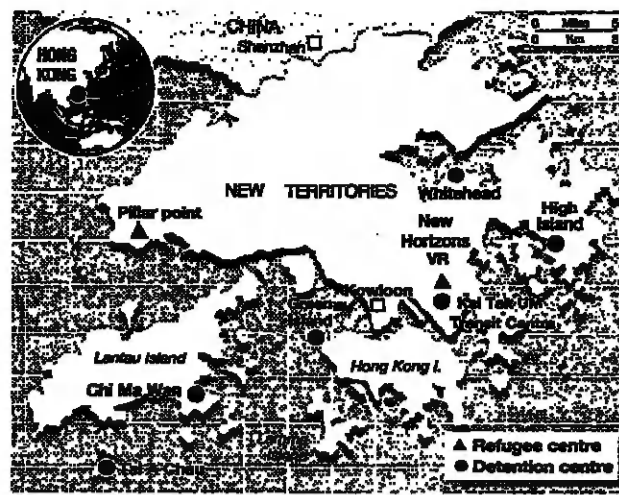 CHINA
Shenzhen
0 Miles 5
0 Km 8
HONG
KONG
NEW TERRITORIES
Whitehead
Pillar point
New
Horizons
VR
High
Island
Kowloon
Kai Tak
Transit Centre
Lantau Island
Hong Kong I.
Chi Ma Wan
▲ Refugee centre
● Detention centre